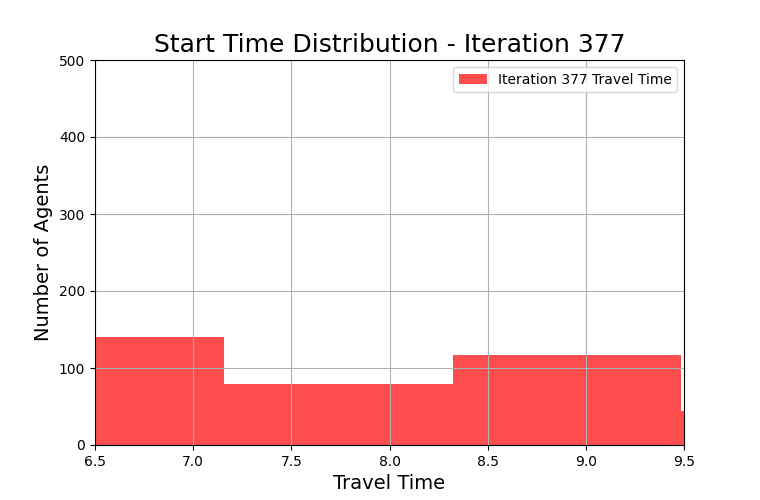 Start Time Distribution - Iteration 377
Iteration 377 Travel Time
Number of Agents
500
400
300
200
100
0
6.5 7.0 7.5 8.0 8.5 9.0 9.5
Travel Time